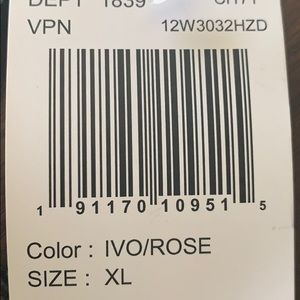 DEPT 1839
VPN 12W3032HZD
1 91170 10951 5
Color : IVO/ROSE
SIZE : XL